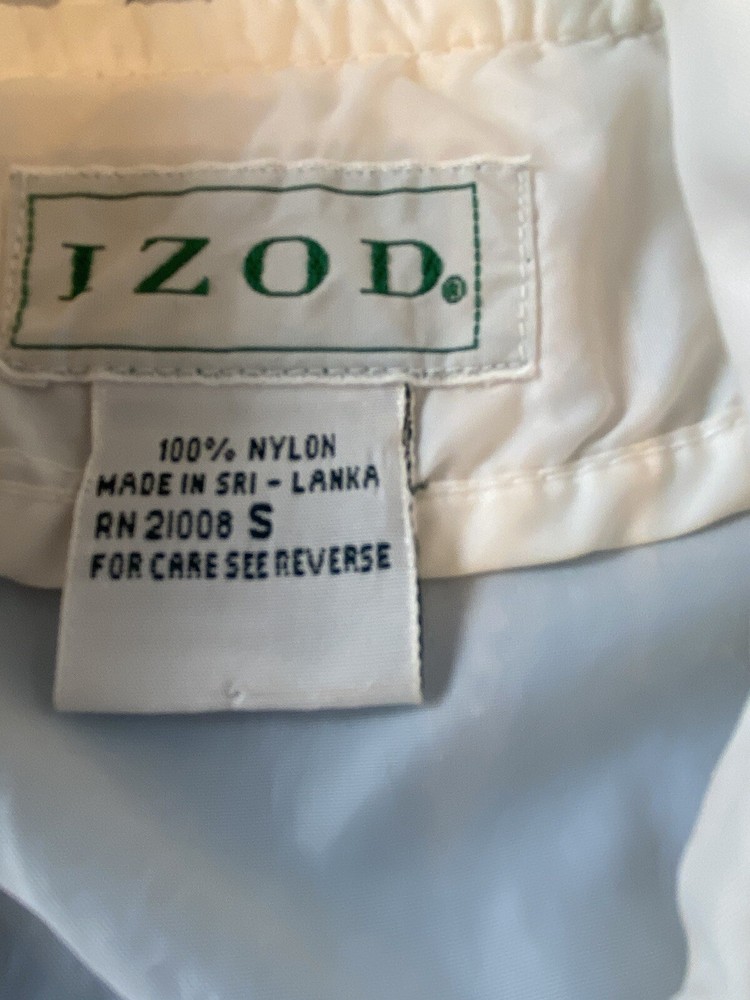 IZOD®
100% NYLON
MADE IN SRI - LANKA
RN 21008 S
FOR CARE SEE REVERSE